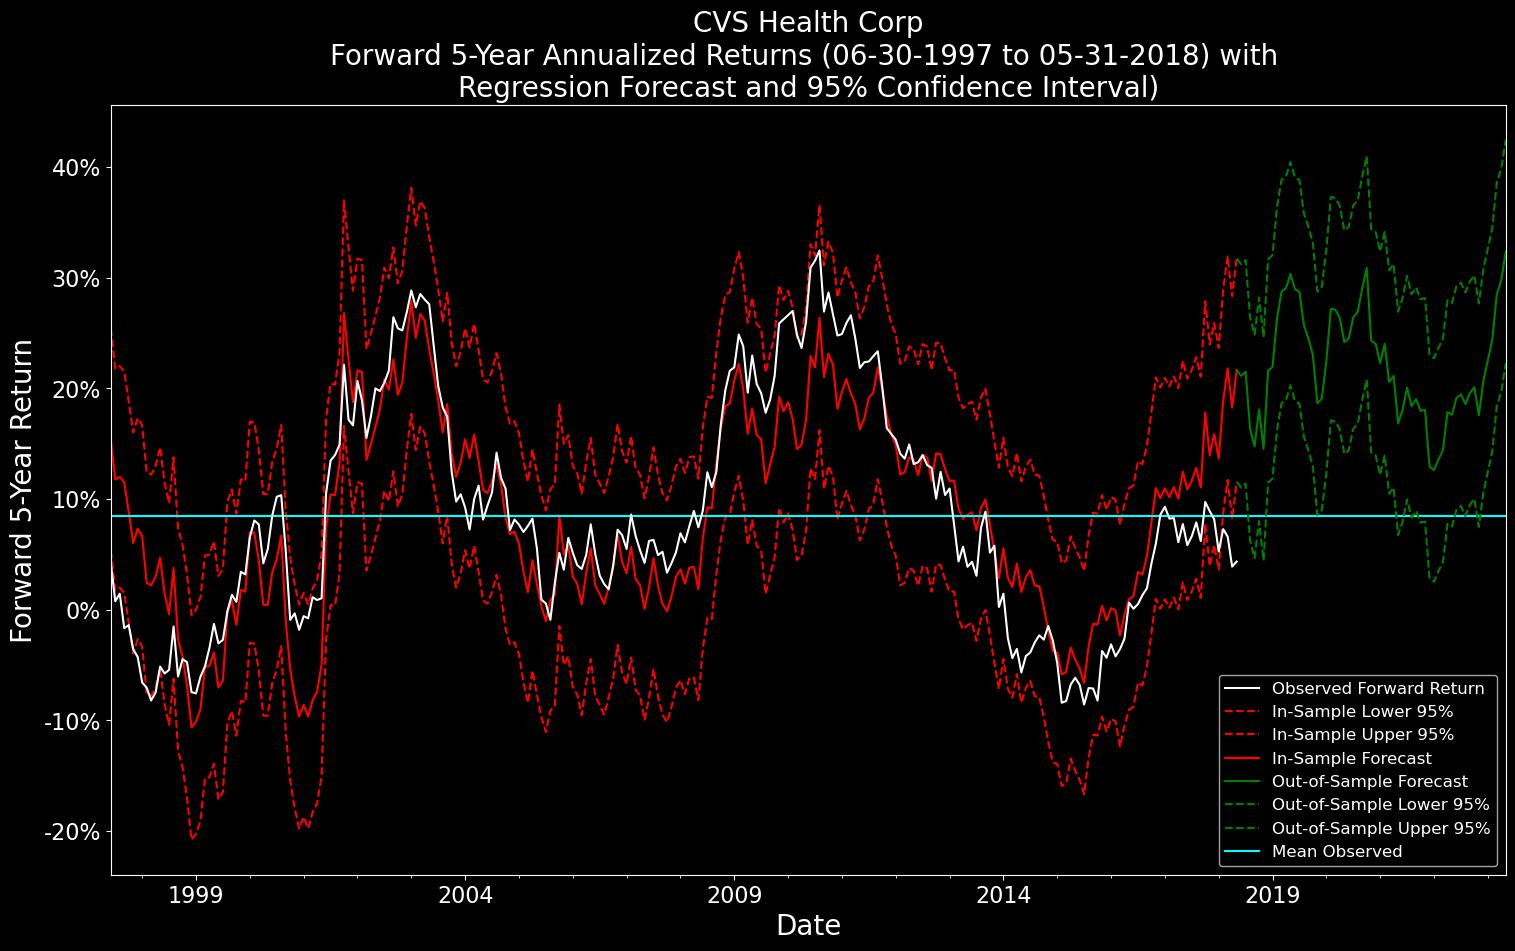 CVS Health Corp
Forward 5-Year Annualized Returns (06-30-1997 to 05-31-2018) with
Regression Forecast and 95% Confidence Interval)
Forward 5-Year Return
40%
30%
20%
10%
0%
-10%
-20%
Observed Forward Return
In-Sample Lower 95%
In-Sample Upper 95%
In-Sample Forecast
Out-of-Sample Forecast
Out-of-Sample Lower 95%
Out-of-Sample Upper 95%
Mean Observed
1999
2004
2009
2014
2019
Date